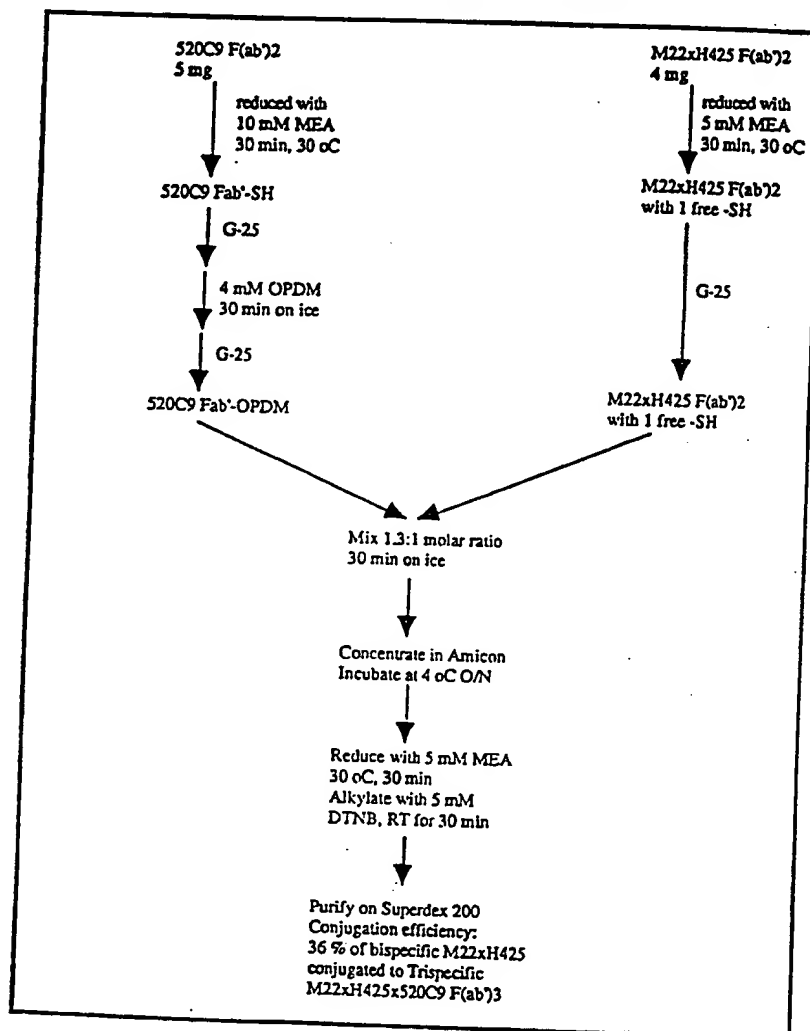 520C9 F(ab')2
5 mg
reduced with
10 mM MEA
30 min, 30 oC
520C9 Fab'-SH
G-25
4 mM OPDM
30 min on ice
G-25
520C9 Fab'-OPDM
M22xH425 F(ab')2
4 mg
reduced with
5 mM MEA
30 min, 30 oC
M22xH425 F(ab')2
with 1 free -SH
G-25
M22xH425 F(ab')2
with 1 free -SH
Mix 1.3:1 molar ratio
30 min on ice
Concentrate in Amicon
Incubate at 4 oC O/N
Reduce with 5 mM MEA
30 oC, 30 min
Alkylate with 5 mM
DTNB, RT for 30 min
Purify on Superdex 200
Conjugation efficiency:
36 % of bispecific M22xH425
conjugated to Trispecific
M22xH425x520C9 F(ab')3